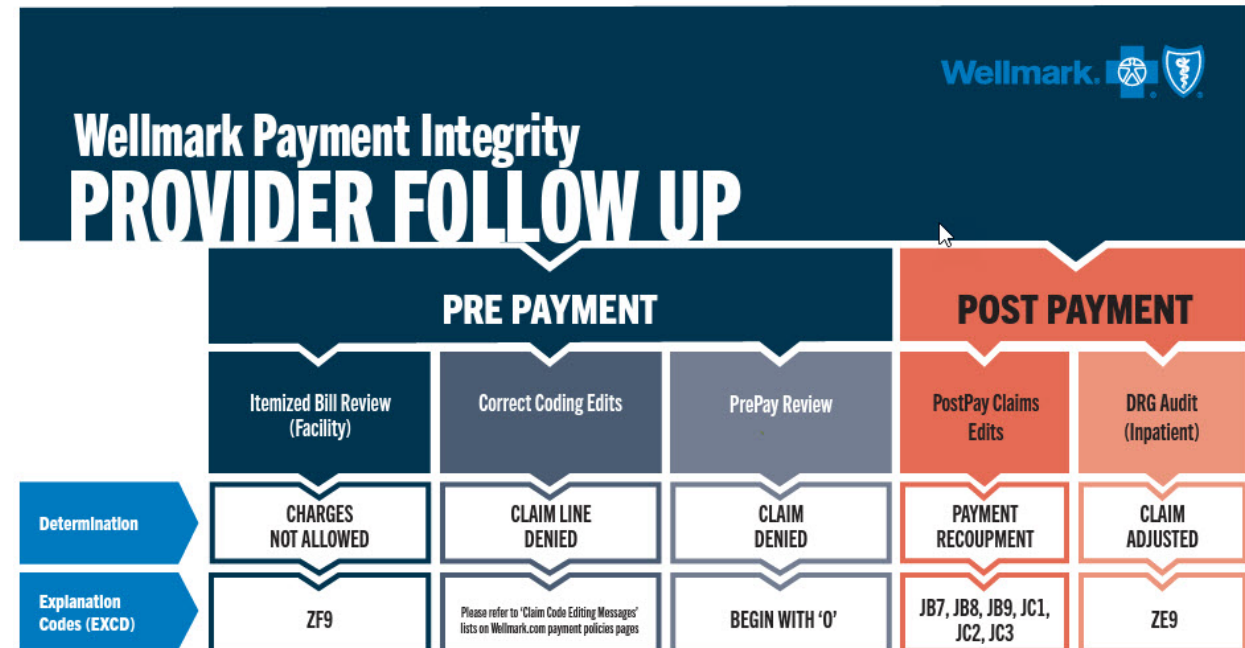 Wellmark.
Wellmark Payment Integrity
PROVIDER FOLLOW UP
PRE PAYMENT
POST PAYMENT
Itemized Bill Review
(Facility)
Correct Coding Edits
PrePay Review
PostPay Claims
Edits
DRG Audit
(Inpatient)
Determination
CHARGES
NOT ALLOWED
CLAIM LINE
DENIED
CLAIM
DENIED
PAYMENT
RECOUPMENT
CLAIM
ADJUSTED
Explanation
Codes (EXCD)
ZF9
Please refer to ‘Claim Code Editing Messages’
lists on Wellmark.com payment policies pages
BEGIN WITH ‘O’
JB7, JB8, JB9, JC1,
JC2, JC3
ZE9